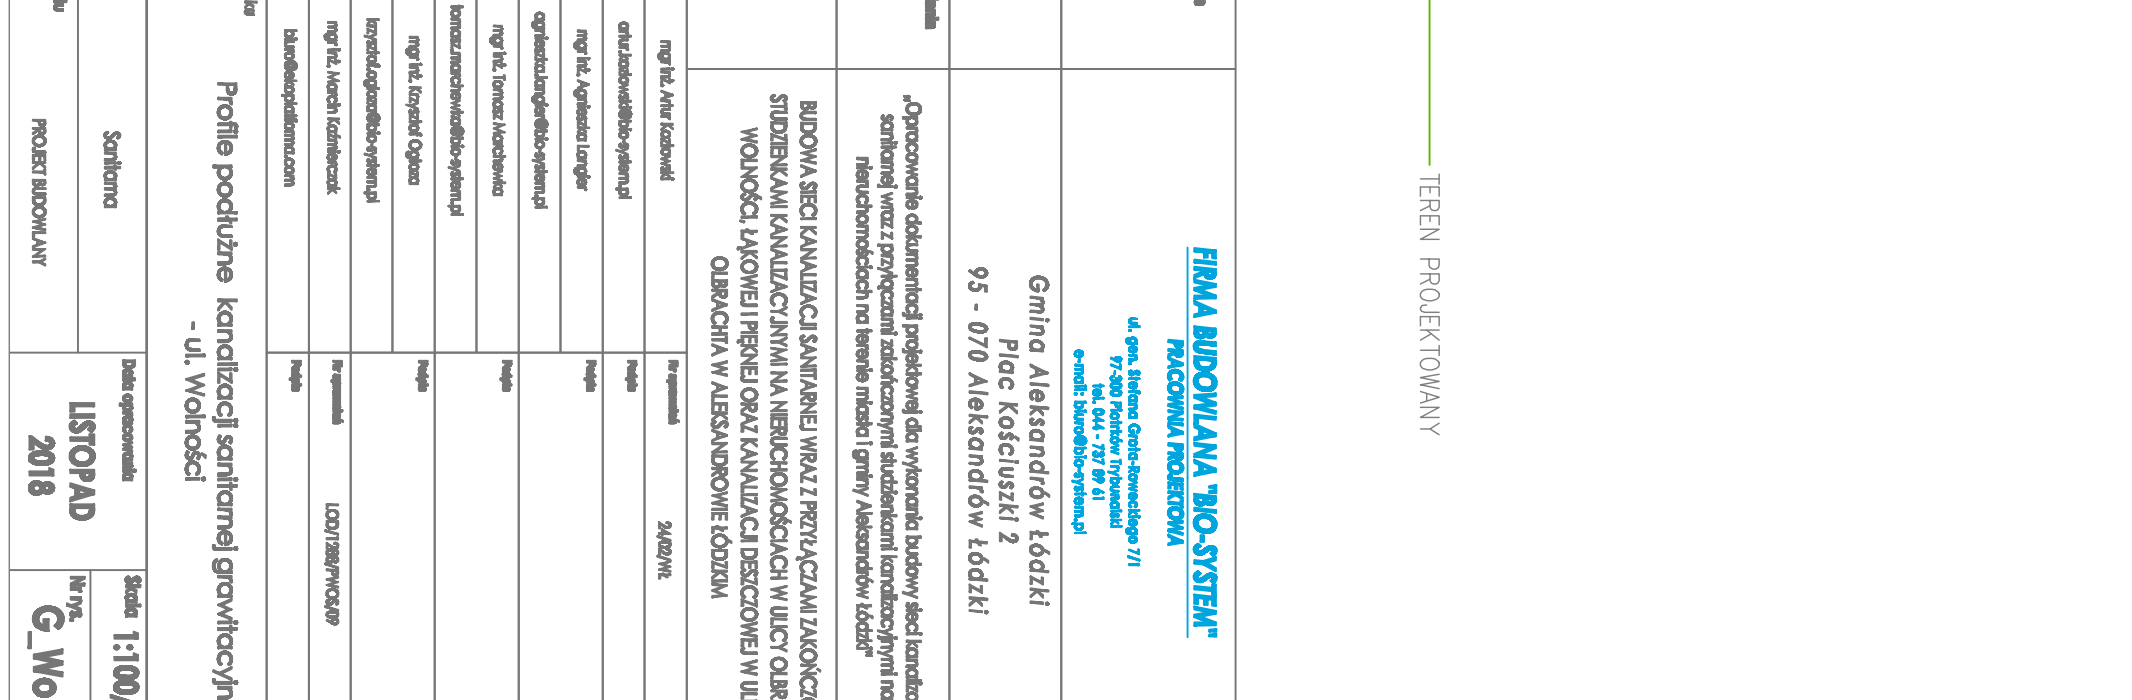 TEREN PROJEKTOWANY
FIRMA BUDOWLANA "BIO-SYSTEM"
PRACOWNIA PROJEKTOWA
ul. gen. Stefana Grota-Roweckiego 7/1
97-300 Piotrków Trybunalski
tel. 044 - 737 89 61
e-mail: biuro@bio-system.pl
Gmina Aleksandrów Łódzki
Plac Kościuszki 2
95 - 070 Aleksandrów Łódzki
„Opracowanie dokumentacji projektowej dla wykonania budowy sieci kanaliza
sanitarnej wraz z przyłączami zakończonymi studzienkami kanalizacyjnymi na
nieruchomościach na terenie miasta i gminy Aleksandrów Łódzki"
BUDOWA SIECI KANALIZACJI SANITARNEJ WRAZ Z PRZYŁĄCZAMI ZAKOŃCZO
STUDZIENKAMI KANALIZACYJNYMI NA NIERUCHOMOŚCIACH W ULICY OLBR
WOLNOŚCI, ŁĄKOWEJ I PIĘKNEJ ORAZ KANALIZACJI DESZCZOWEJ W UL
OLBRACHTA W ALEKSANDROWIE ŁÓDZKIM
mgr inż. Artur Kozłowski
Nr uprawnień
24/02/WŁ
artur.kozlowski@bio-system.pl
Podpis
mgr inż. Agnieszka Langier
Podpis
agnieszka.langier@bio-system.pl
mgr inż. Tomasz Marchewka
Podpis
tomasz.marchewka@bio-system.pl
mgr inż. Krzysztof Ogłoza
Podpis
krzysztof.ogloza@bio-system.pl
mgr inż. Marcin Kaźmierczak
Nr uprawnień
LOD/1288/PWOS/09
biuro@ekoplatforma.com
Podpis
Profile podłużne kanalizacji sanitarnej grawitacyjn
- ul. Wolności
Sanitarna
Data opracowania
Skala 1:100/
PROJEKT BUDOWLANY
LISTOPAD
2018
Nr rys.
G_Wo